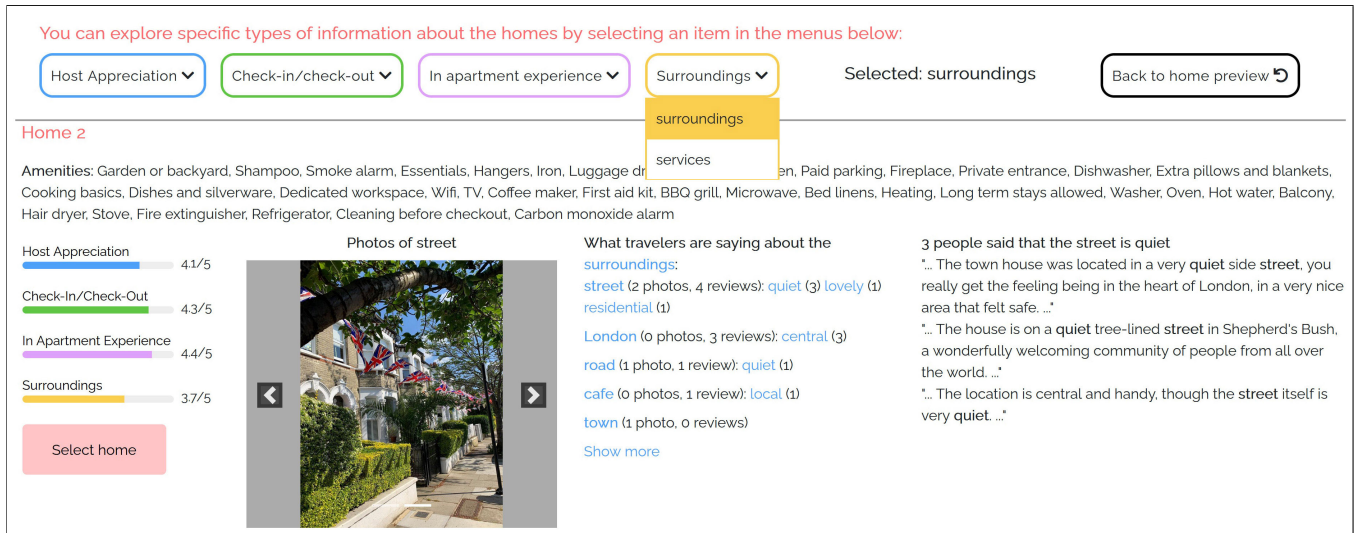 You can explore specific types of information about the homes by selecting an item in the menus below:
Host Appreciation
Check-in/check-out
In apartment experience
Surroundings
Selected: surroundings
Back to home preview
surroundings
services
Home 2
Amenities: Garden or backyard, Shampoo, Smoke alarm, Essentials, Hangers, Iron, Luggage dr en, Paid parking, Fireplace, Private entrance, Dishwasher, Extra pillows and blankets,
Cooking basics, Dishes and silverware, Dedicated workspace, Wifi, TV, Coffee maker, First aid kit, BBQ grill, Microwave, Bed linens, Heating, Long term stays allowed, Washer, Oven, Hot water, Balcony,
Hair dryer, Stove, Fire extinguisher, Refrigerator, Cleaning before checkout, Carbon monoxide alarm
Host Appreciation
4.1/5
Check-In/Check-Out
4.3/5
In Apartment Experience
4.4/5
Surroundings
3.7/5
Select home
Photos of street
What travelers are saying about the
surroundings:
street (2 photos, 4 reviews): quiet (3) lovely (1)
residential (1)
London (0 photos, 3 reviews): central (3)
road (1 photo, 1 review): quiet (1)
cafe (0 photos, 1 review): local (1)
town (1 photo, 0 reviews)
Show more
3 people said that the street is quiet
"... The town house was located in a very quiet side street, you
really get the feeling being in the heart of London, in a very nice
area that felt safe. ..."
"... The house is on a quiet tree-lined street in Shepherd's Bush,
a wonderfully welcoming community of people from all over
the world. ..."
"... The location is central and handy, though the street itself is
very quiet. ..."